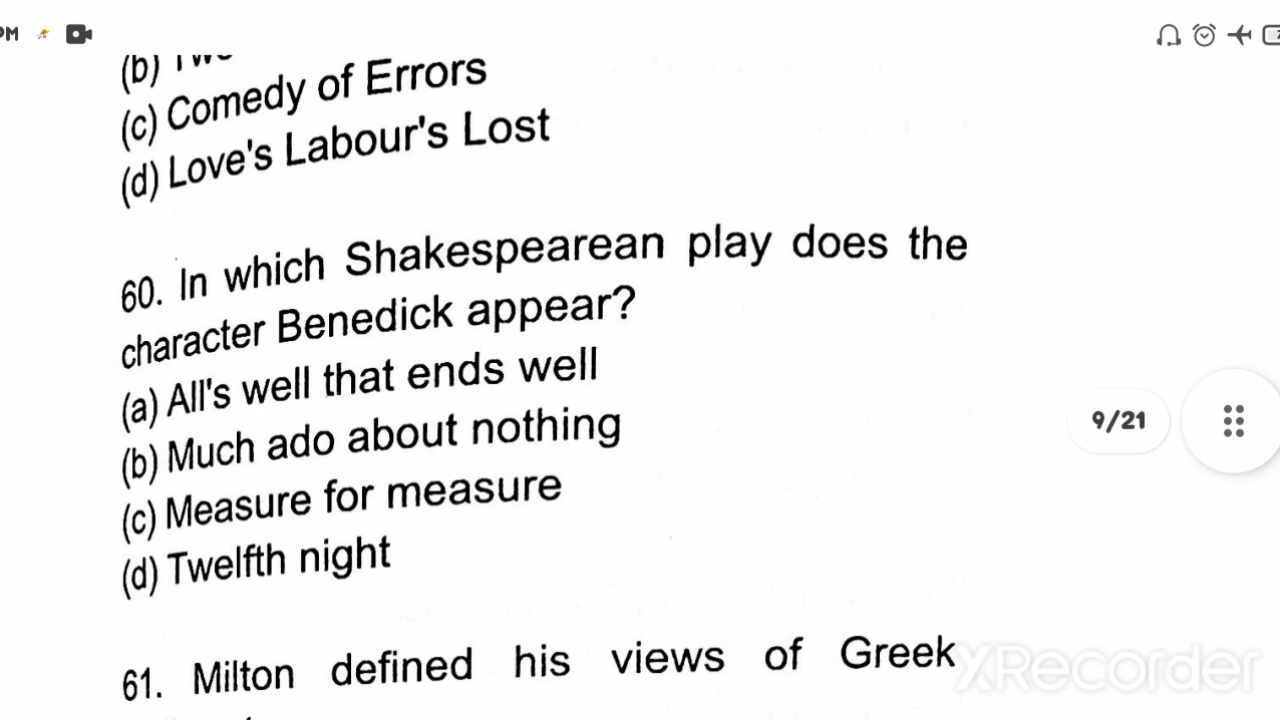 PM
(b) Two
(c) Comedy of Errors
(d) Love's Labour's Lost
60. In which Shakespearean play does the
character Benedick appear?
(a) All's well that ends well
(b) Much ado about nothing
(c) Measure for measure
(d) Twelfth night
9/21
61. Milton defined his views of Greek
XRecorder